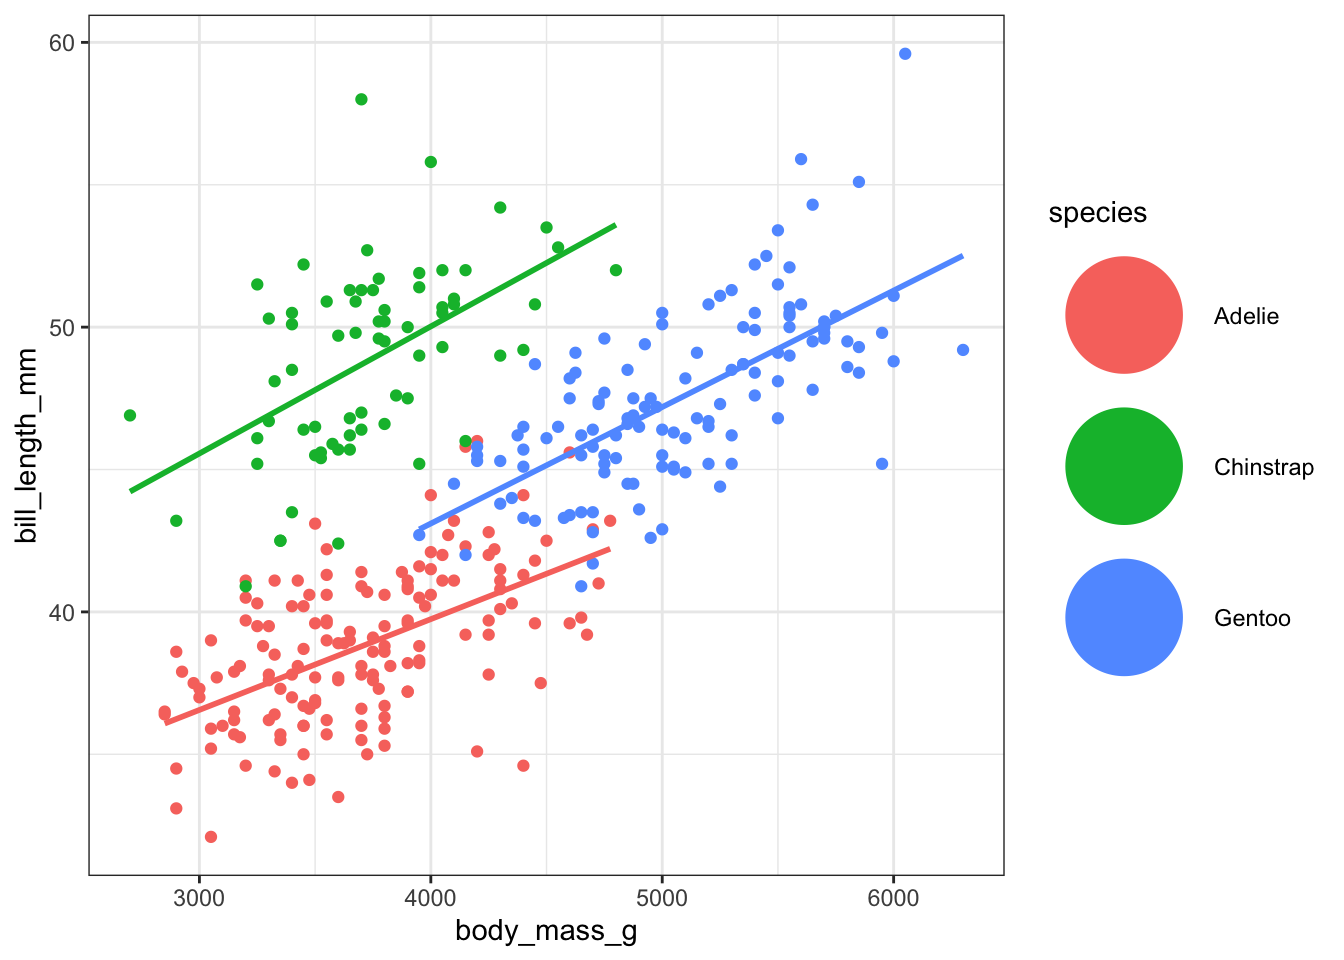 60
50
40
bill_length_mm
3000 4000 5000 6000
body_mass_g
species
Adelie
Chinstrap
Gentoo